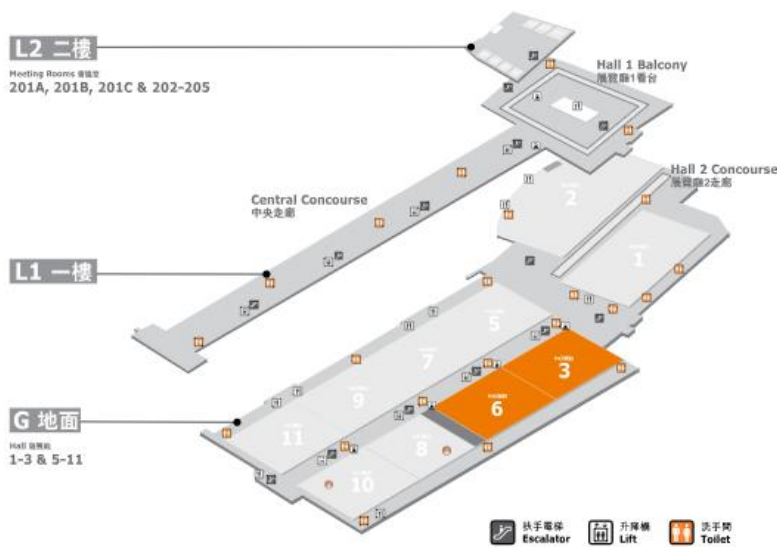 L2 二樓
Meeting Rooms 會議室
201A, 201B, 201C & 202-205
Hall 1 Balcony
展覽廳1看台
Hall 2 Concourse
展覽廳2走廊
Central Concourse
中央走廊
2
1
L1 一樓
5
7
3
9
6
G 地面
11
8
Hall 展覽館
1-3 & 5-11
10
扶手電梯
Escalator
升降機
Lift
洗手間
Toilet